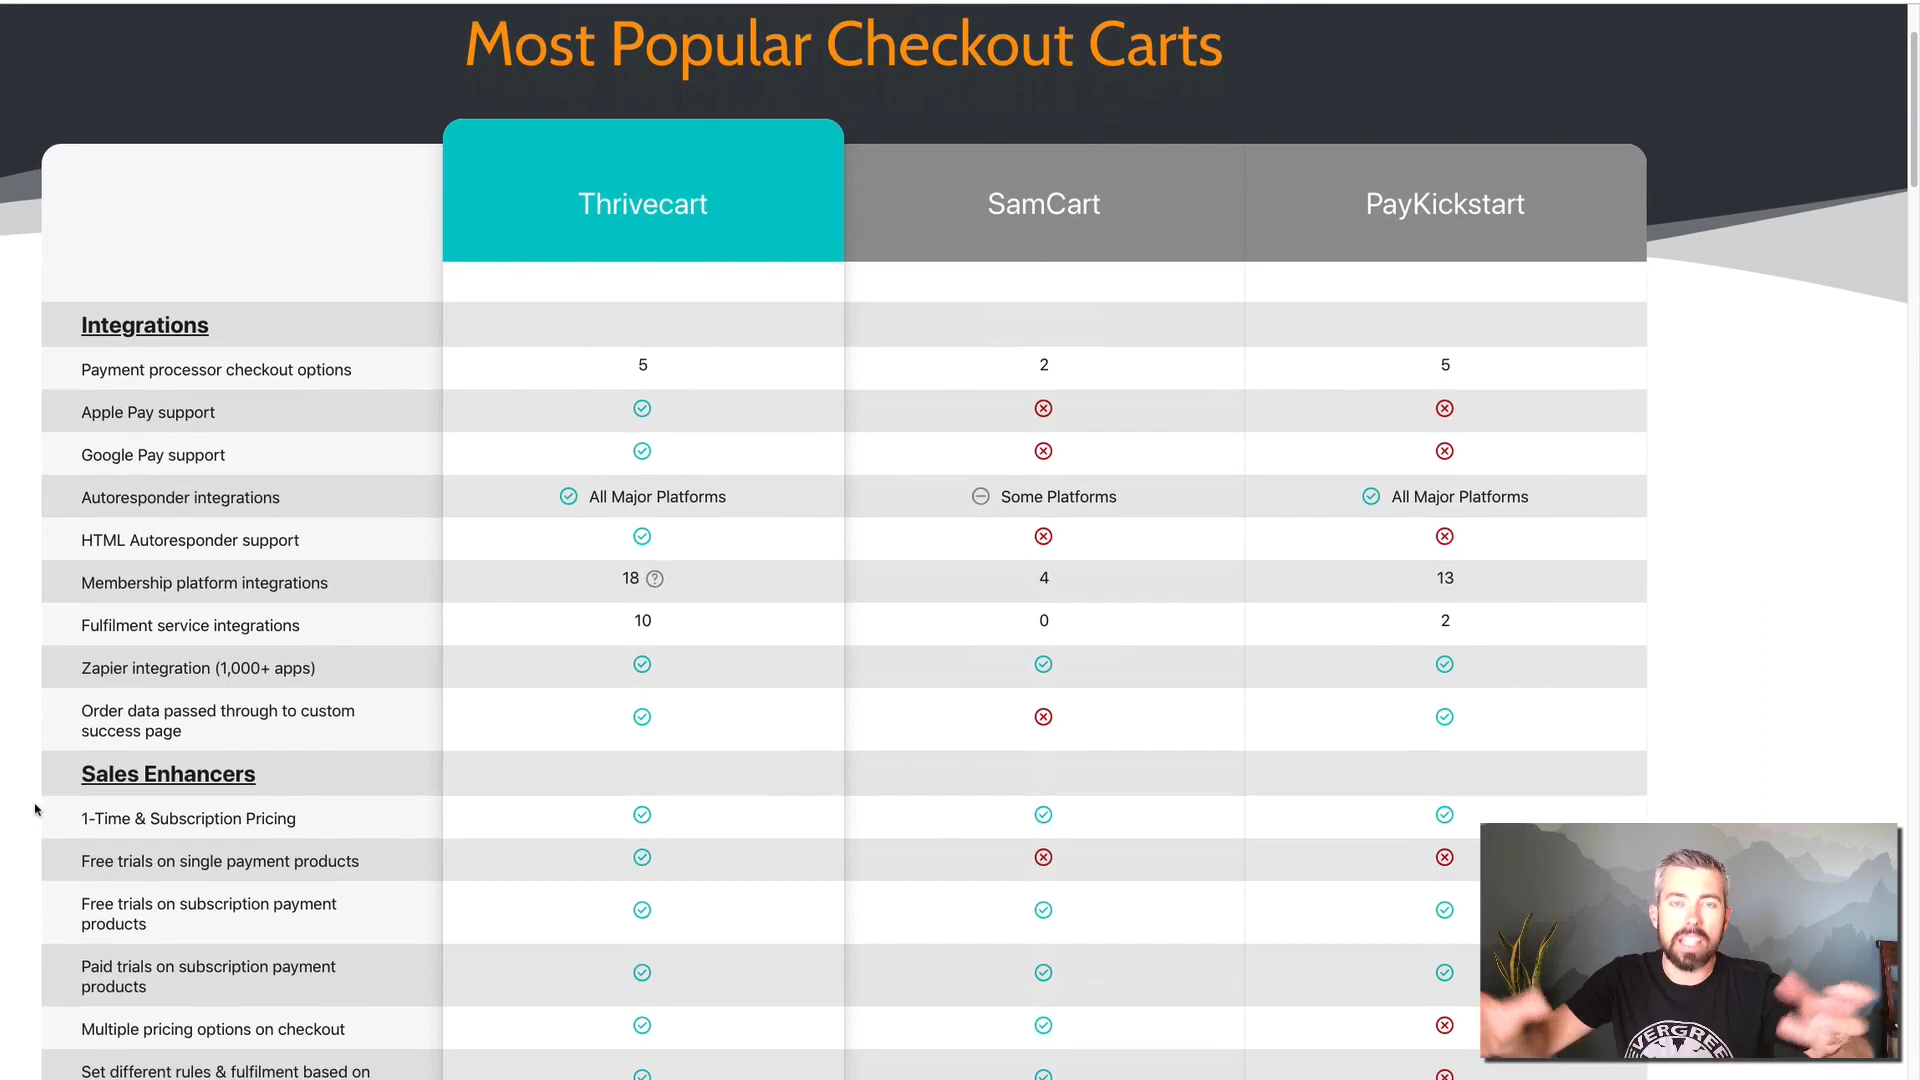 Most Popular Checkout Carts
Thrivecart SamCart PayKickstart
Integrations
Payment processor checkout options 5 2 5
Apple Pay support
Google Pay support
Autoresponder integrations All Major Platforms Some Platforms All Major Platforms
HTML Autoresponder support
Membership platform integrations 18 ? 4 13
Fulfilment service integrations 10 0 2
Zapier integration (1,000+ apps)
Order data passed through to custom
success page
Sales Enhancers
1-Time & Subscription Pricing
Free trials on single payment products
Free trials on subscription payment
products
Paid trials on subscription payment
products
Multiple pricing options on checkout
Set different rules & fulfilment based on